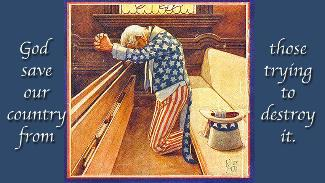 God
save
our
country
from
those
trying
to
destroy
it.